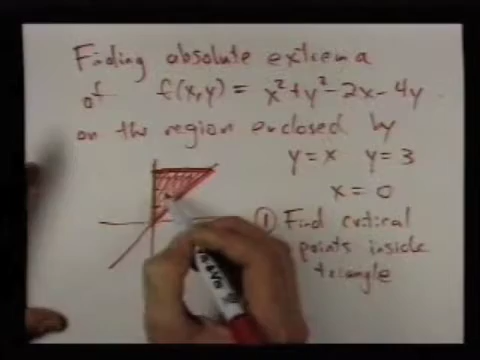 Finding absolute extrema
of f(x,y) = x² + y² - 2x - 4y
on the region enclosed by
y = x y = 3
x = 0
① Find critical
points inside
triangle